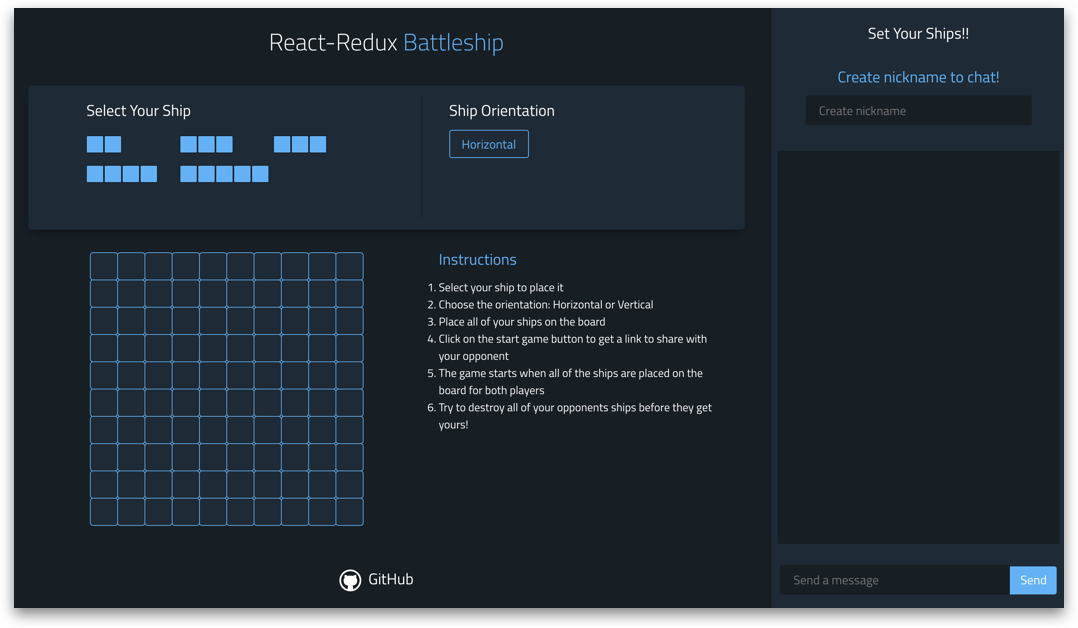 React-Redux Battleship
Select Your Ship
Ship Orientation
Horizontal
Instructions
1. Select your ship to place it
2. Choose the orientation: Horizontal or Vertical
3. Place all of your ships on the board
4. Click on the start game button to get a link to share with
your opponent
5. The game starts when all of the ships are placed on the
board for both players
6. Try to destroy all of your opponents ships before they get
yours!
GitHub
Set Your Ships!!
Create nickname to chat!
Create nickname
Send a message
Send